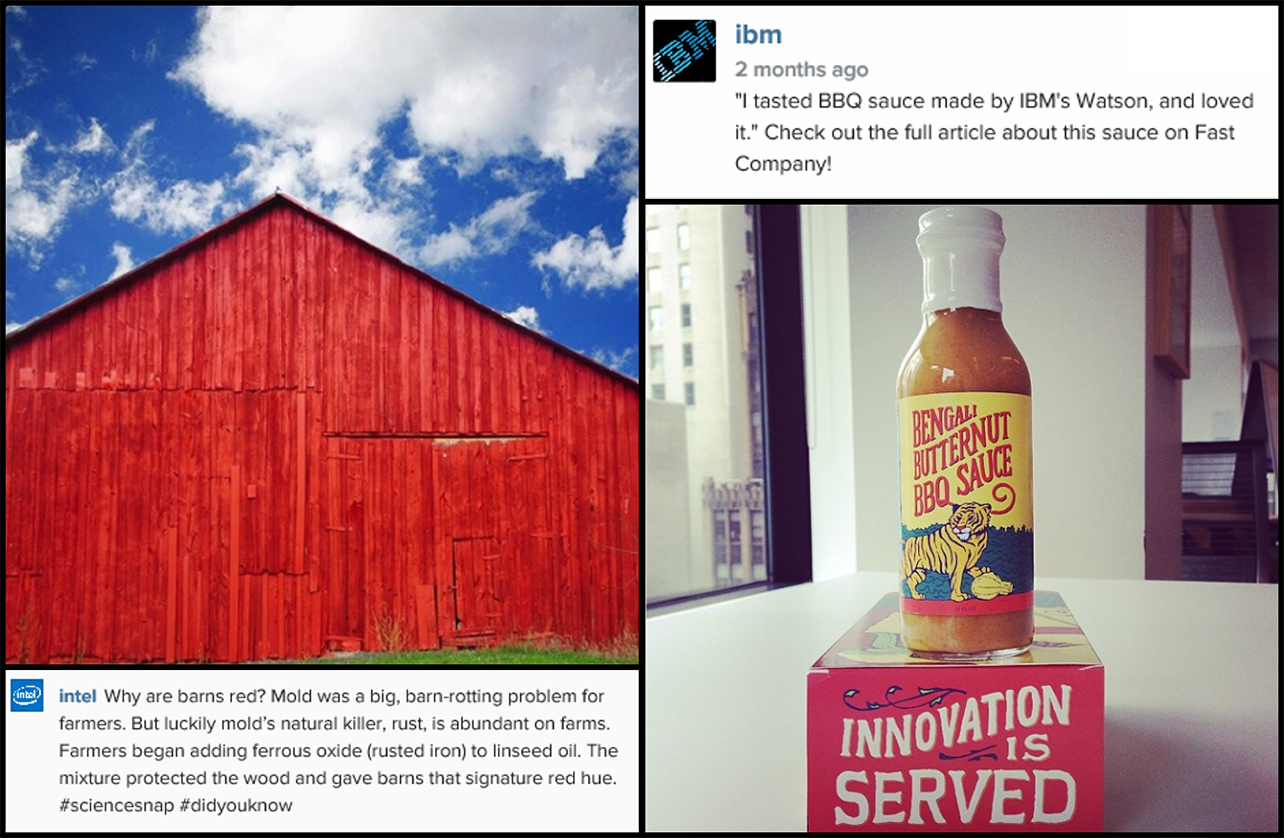 IBM
ibm
2 months ago
"I tasted BBQ sauce made by IBM's Watson, and loved
it." Check out the full article about this sauce on Fast
Company!
BENGALI
BUTTERNUT
BBQ SAUCE
INNOVATION
IS
SERVED
intel
intel Why are barns red? Mold was a big, barn-rotting problem for
farmers. But luckily mold’s natural killer, rust, is abundant on farms.
Farmers began adding ferrous oxide (rusted iron) to linseed oil. The
mixture protected the wood and gave barns that signature red hue.
#sciencesnap #didyouknow